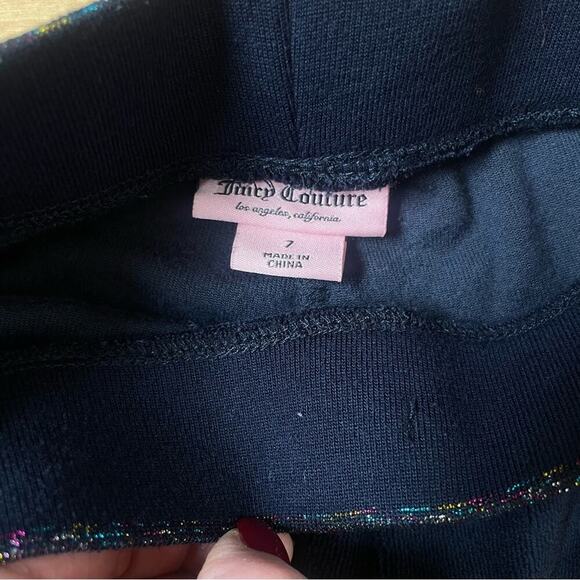 Juicy Couture
los angeles, california
7
MADE IN
CHINA